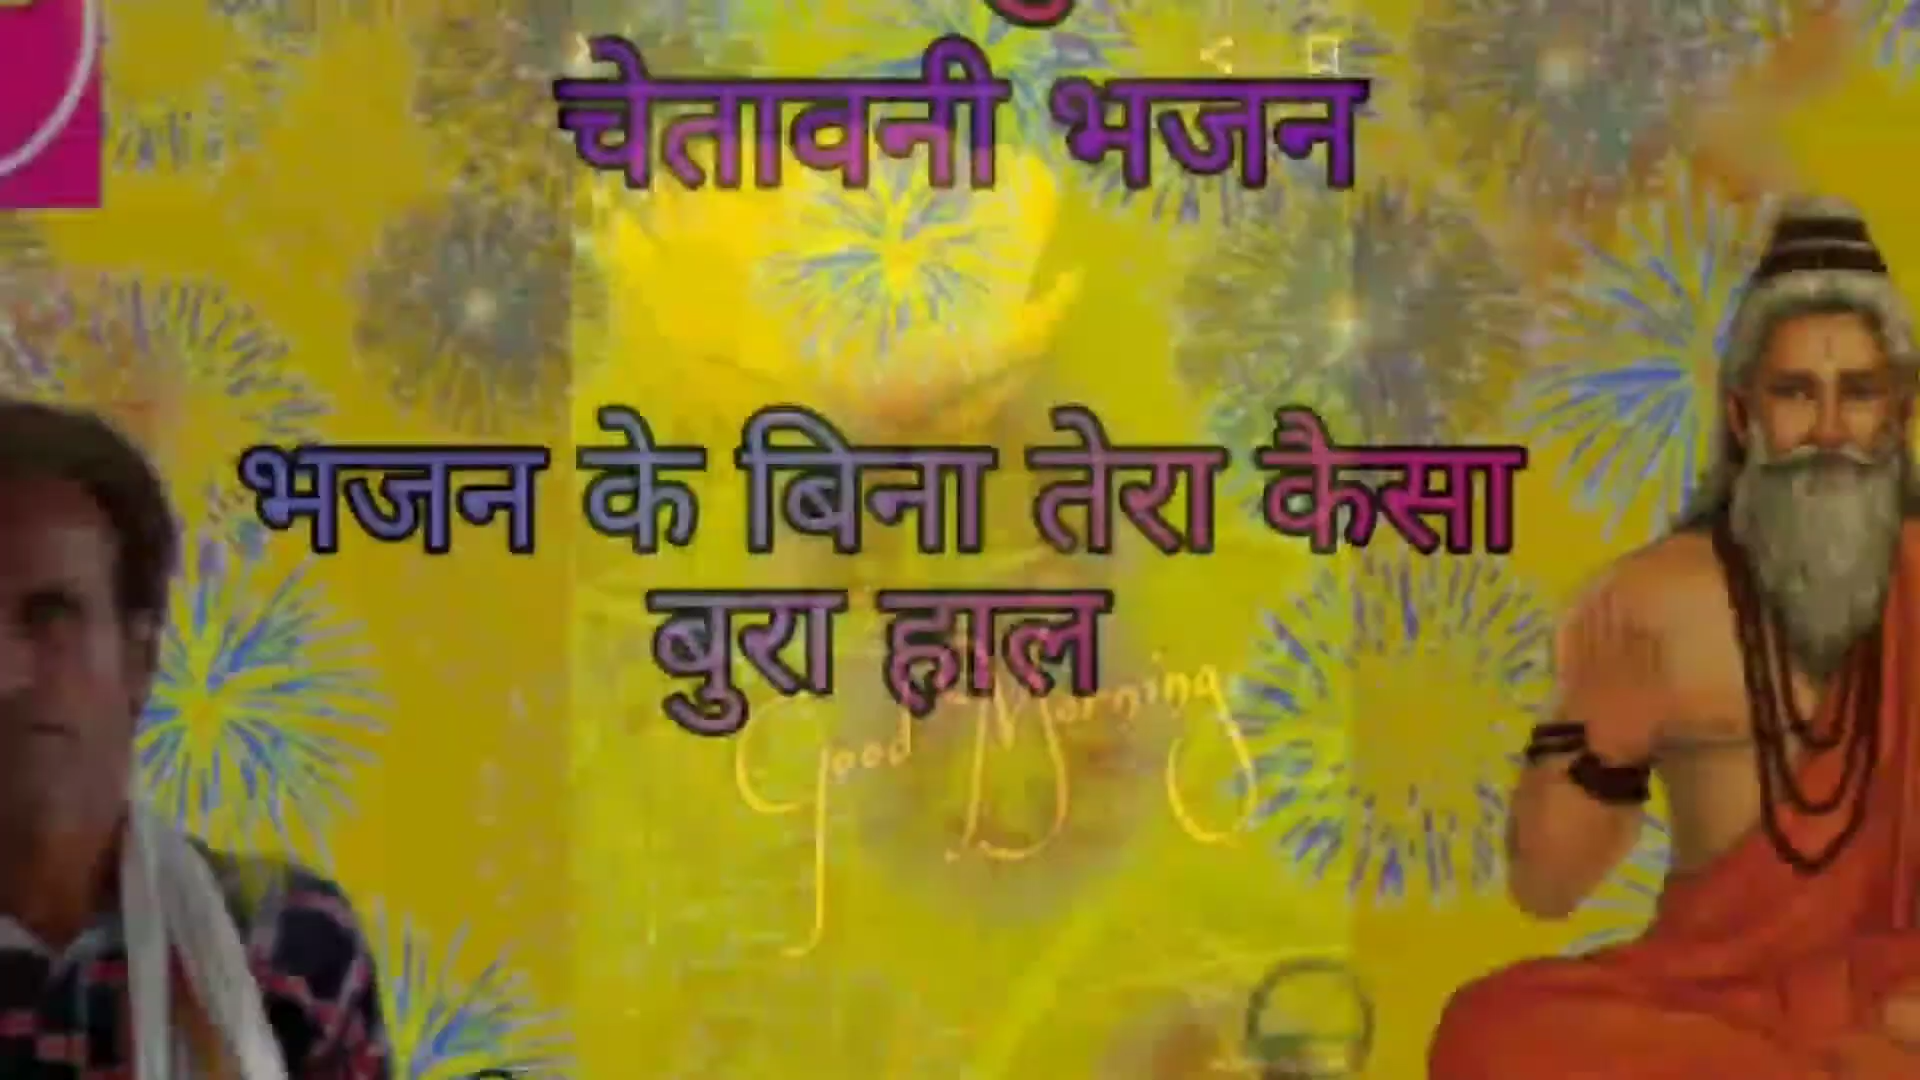 चेतावनी भजन
भजन के बिना तेरा कैसा
बुरा हाल
Good Morning